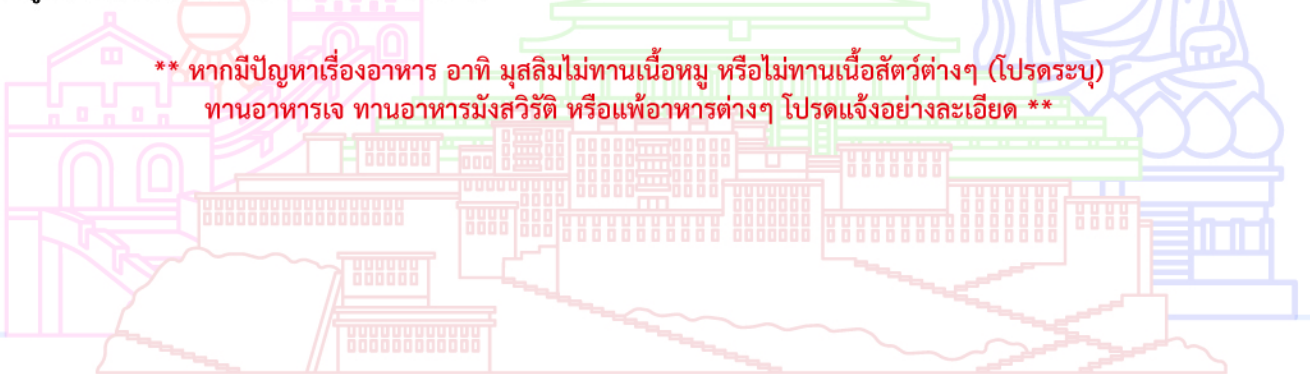 ** หากมีปัญหาเรื่องอาหาร อาทิ มุสลิมไม่ทานเนื้อหมู หรือไม่ทานเนื้อสัตว์ต่างๆ (โปรดระบุ)
ทานอาหารเจ ทานอาหารมังสวิรัติ หรือแพ้อาหารต่างๆ โปรดแจ้งอย่างละเอียด **